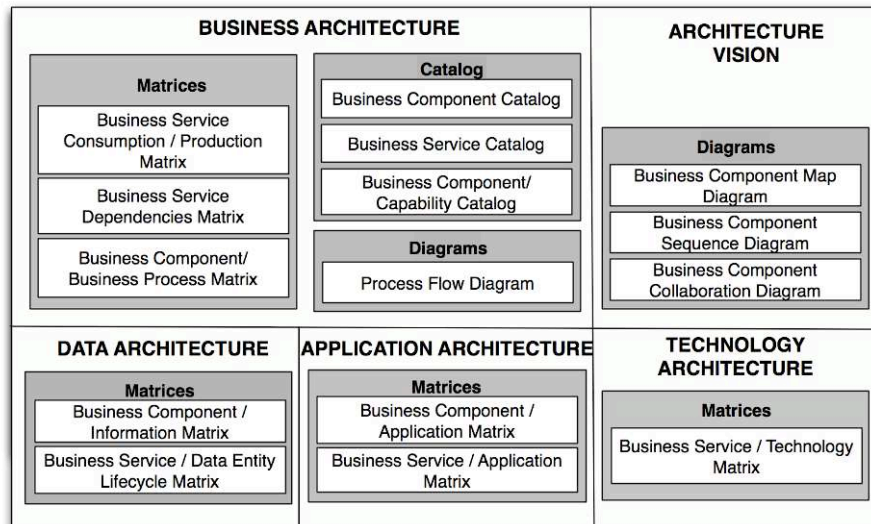 BUSINESS ARCHITECTURE
Matrices
Business Service
Consumption / Production
Matrix
Business Service
Dependencies Matrix
Business Component/
Business Process Matrix
Catalog
Business Component Catalog
Business Service Catalog
Business Component/
Capability Catalog
Diagrams
Process Flow Diagram
ARCHITECTURE
VISION
Diagrams
Business Component Map
Diagram
Business Component
Sequence Diagram
Business Component
Collaboration Diagram
DATA ARCHITECTURE
Matrices
Business Component /
Information Matrix
Business Service / Data Entity
Lifecycle Matrix
APPLICATION ARCHITECTURE
Matrices
Business Component /
Application Matrix
Business Service / Application
Matrix
TECHNOLOGY
ARCHITECTURE
Matrices
Business Service / Technology
Matrix